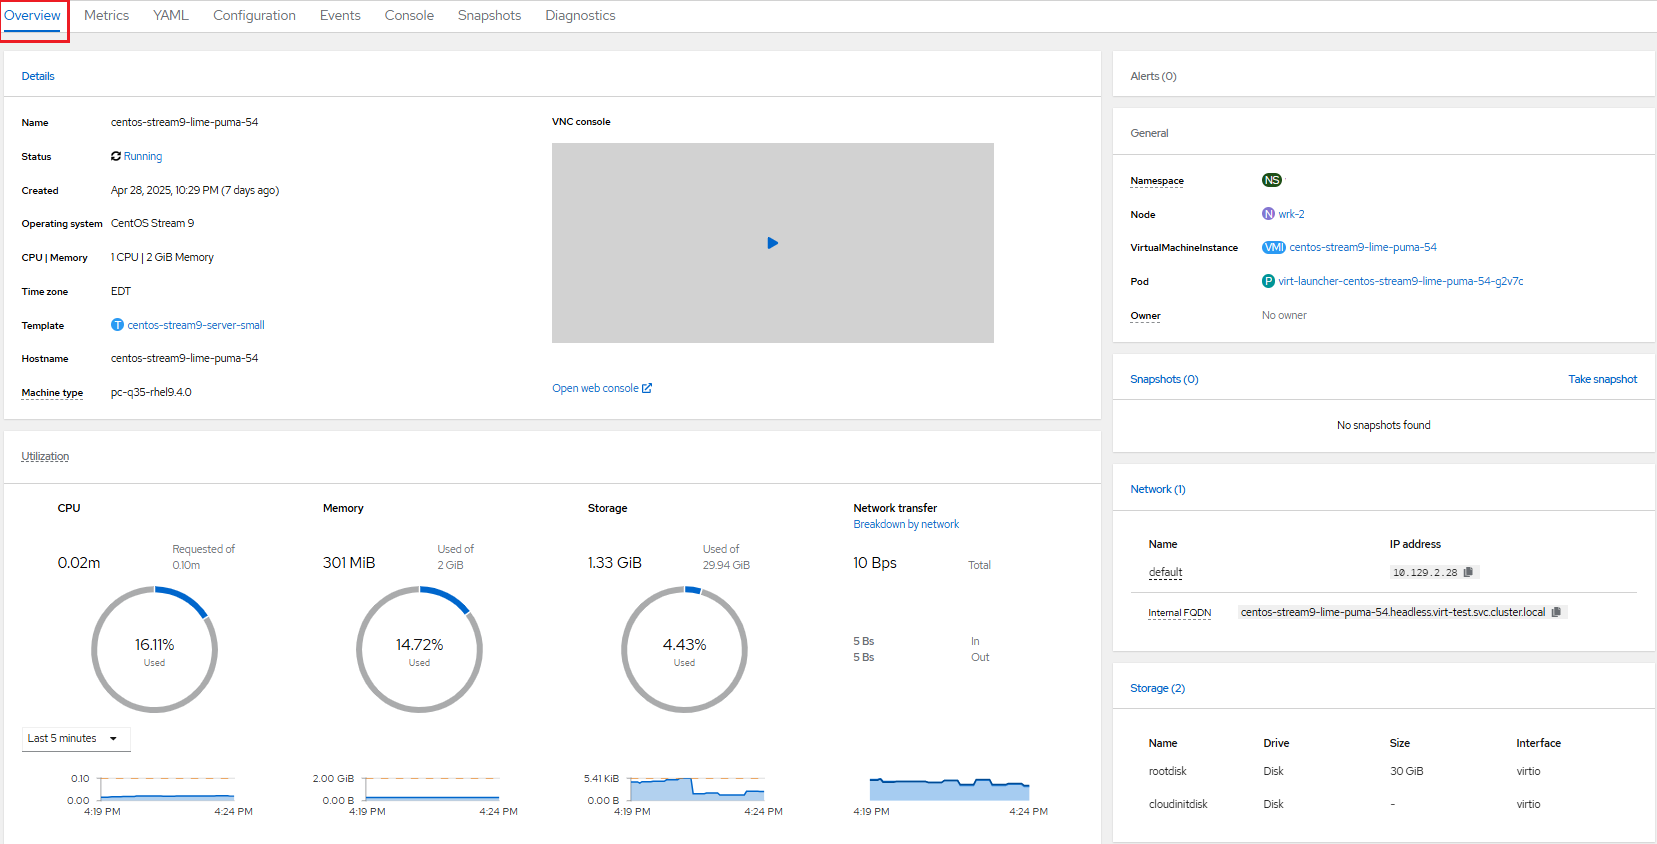 Overview Metrics YAML Configuration Events Console Snapshots Diagnostics
Details
Name centos-stream9-lime-puma-54
Status Running
Created Apr 28, 2025, 10:29 PM (7 days ago)
Operating system CentOS Stream 9
CPU | Memory 1 CPU | 2 GiB Memory
Time zone EDT
Template T centos-stream9-server-small
Hostname centos-stream9-lime-puma-54
Machine type pc-q35-rhel9.4.0
VNC console
Open web console
Utilization
CPU
0.02m
Requested of
0.10m
16.11%
Used
Memory
301 MiB
Used of
2 GiB
14.72%
Used
Storage
1.33 GiB
Used of
29.94 GiB
4.43%
Used
Network transfer
Breakdown by network
10 Bps Total
5 Bs In
5 Bs Out
Last 5 minutes
0.10
0.00
4:19 PM 4:24 PM
2.00 GiB
0.00 B
4:19 PM 4:24 PM
5.41 KiB
0.00 B
4:19 PM 4:24 PM
4:19 PM 4:24 PM
Alerts (0)
General
Namespace NS
Node N wrk-2
VirtualMachineInstance VMI centos-stream9-lime-puma-54
Pod P virt-launcher-centos-stream9-lime-puma-54-g2v7c
Owner No owner
Snapshots (0) Take snapshot
No snapshots found
Network (1)
Name IP address
default 10.129.2.28
Internal FQDN centos-stream9-lime-puma-54.headless.virt-test.svc.cluster.local
Storage (2)
Name Drive Size Interface
rootdisk Disk 30 GiB virtio
cloudinitdisk Disk - virtio